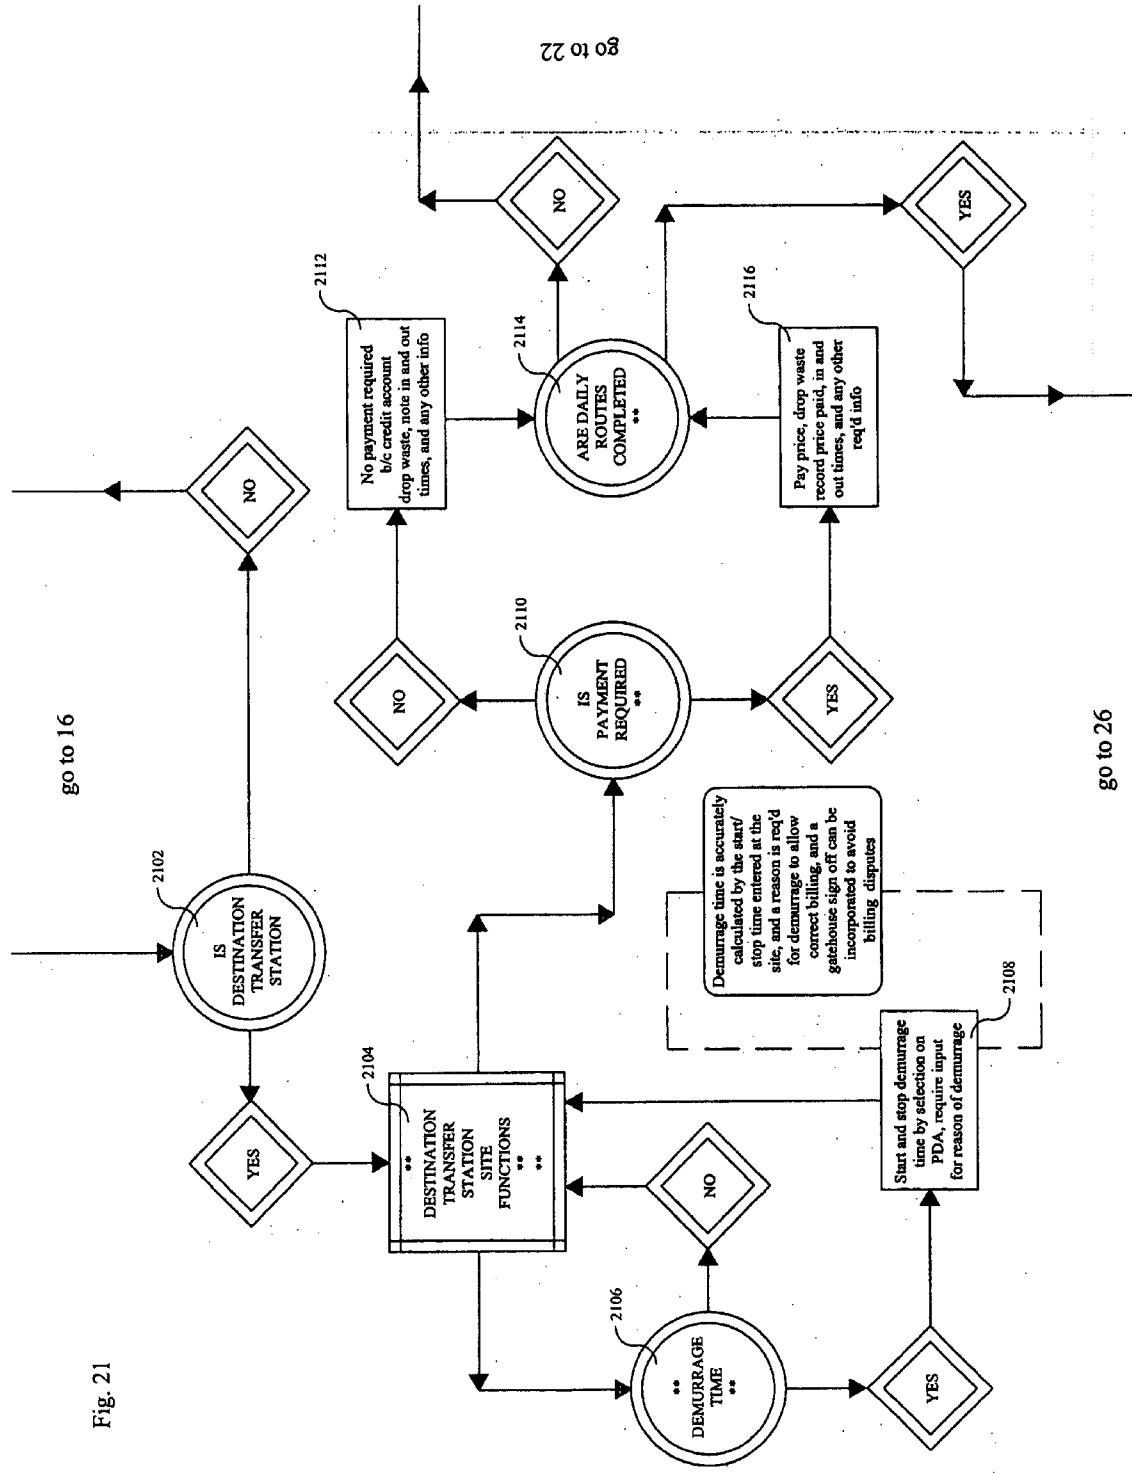 Fig. 21
go to 16
2102
IS
DESTINATION
TRANSFER
STATION
NO
YES
2104
**
DESTINATION
TRANSFER
STATION
SITE
FUNCTIONS
**
**
2106
**
DEMURRAGE
TIME
**
NO
YES
Start and stop demurrage
time by selection on
PDA, require input
for reason of demurrage
2108
Demurrage time is accurately
calculated by the start/
stop time entered at the
site, and a reason is req'd
for demurrage to allow
correct billing, and a
gatehouse sign off can be
incorporated to avoid
billing disputes
2110
IS
PAYMENT
REQUIRED
**
NO
YES
2112
No payment required
b/c credit account
drop waste, note in and out
times, and any other info
2114
ARE DAILY
ROUTES
COMPLETED
**
2116
Pay price, drop waste
record price paid, in and
out times, and any other
req'd info
NO
YES
go to 22
go to 26